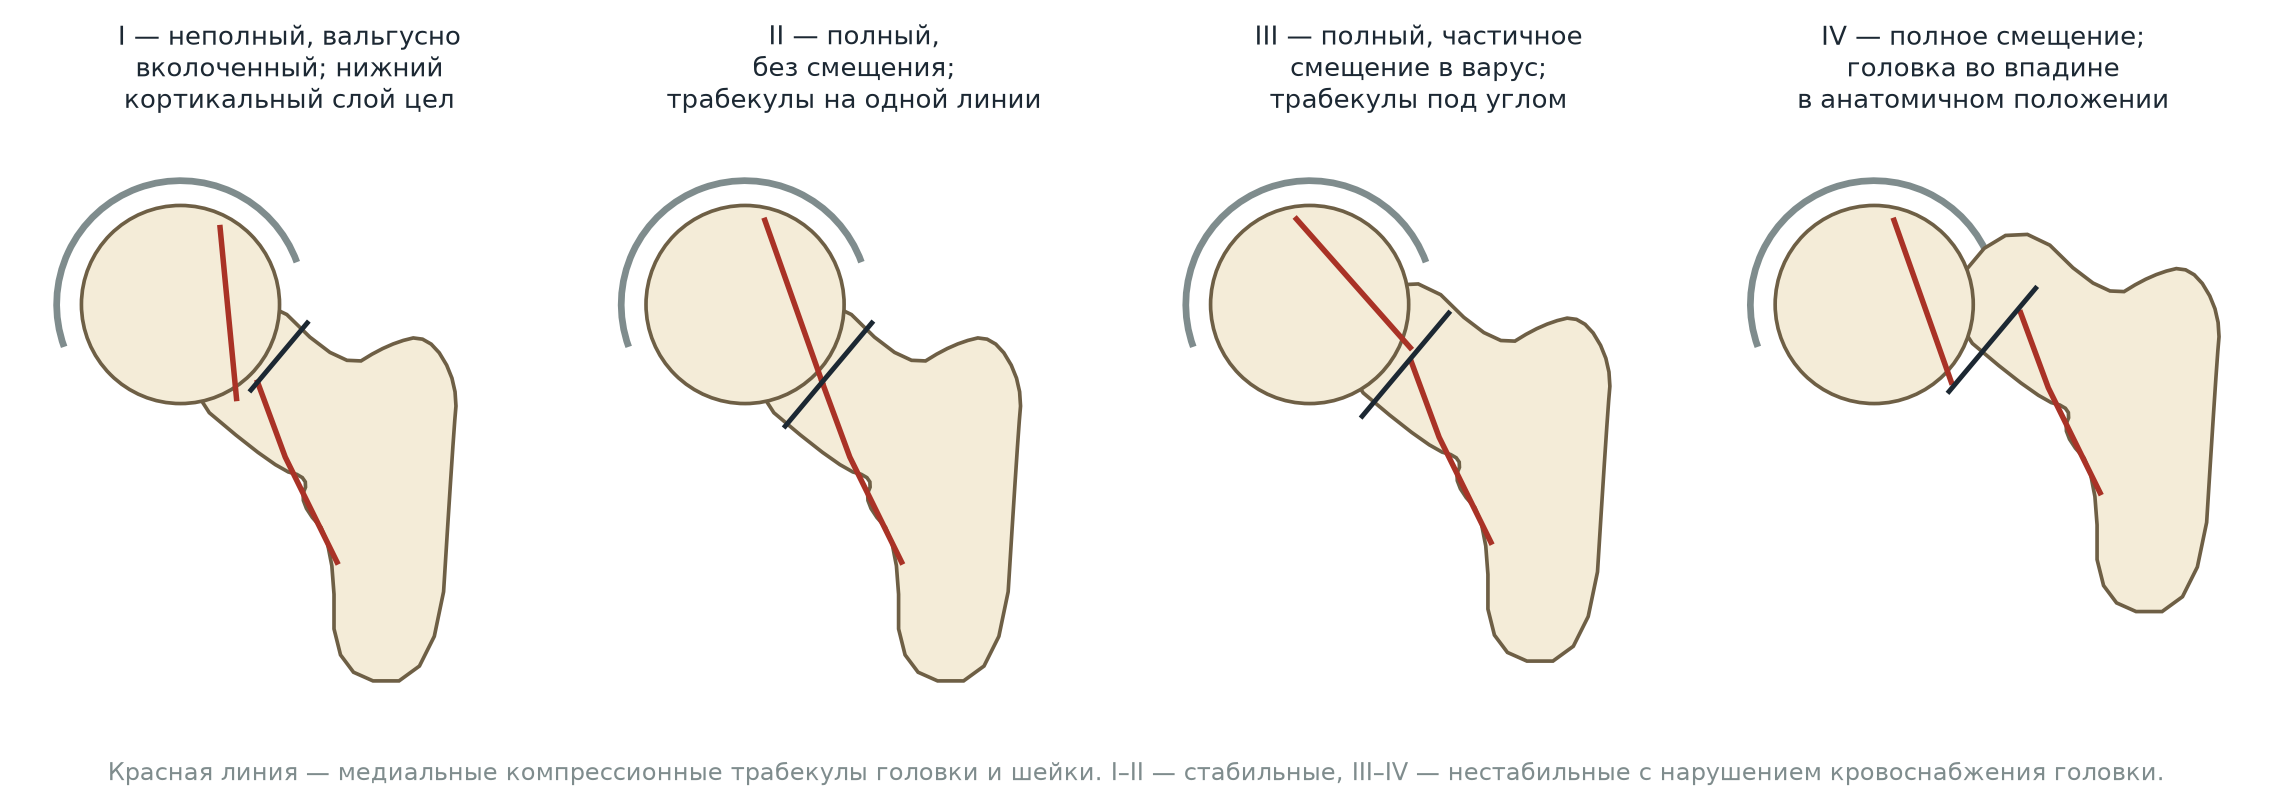 I — неполный, вальгусно
вколоченный; нижний
кортикальный слой цел
II — полный,
без смещения;
трабекулы на одной линии
III — полный, частичное
смещение в варус;
трабекулы под углом
IV — полное смещение;
головка во впадине
в анатомичном положении
Красная линия — медиальные компрессионные трабекулы головки и шейки. I–II — стабильные, III–IV — нестабильные с нарушением кровоснабжения головки.